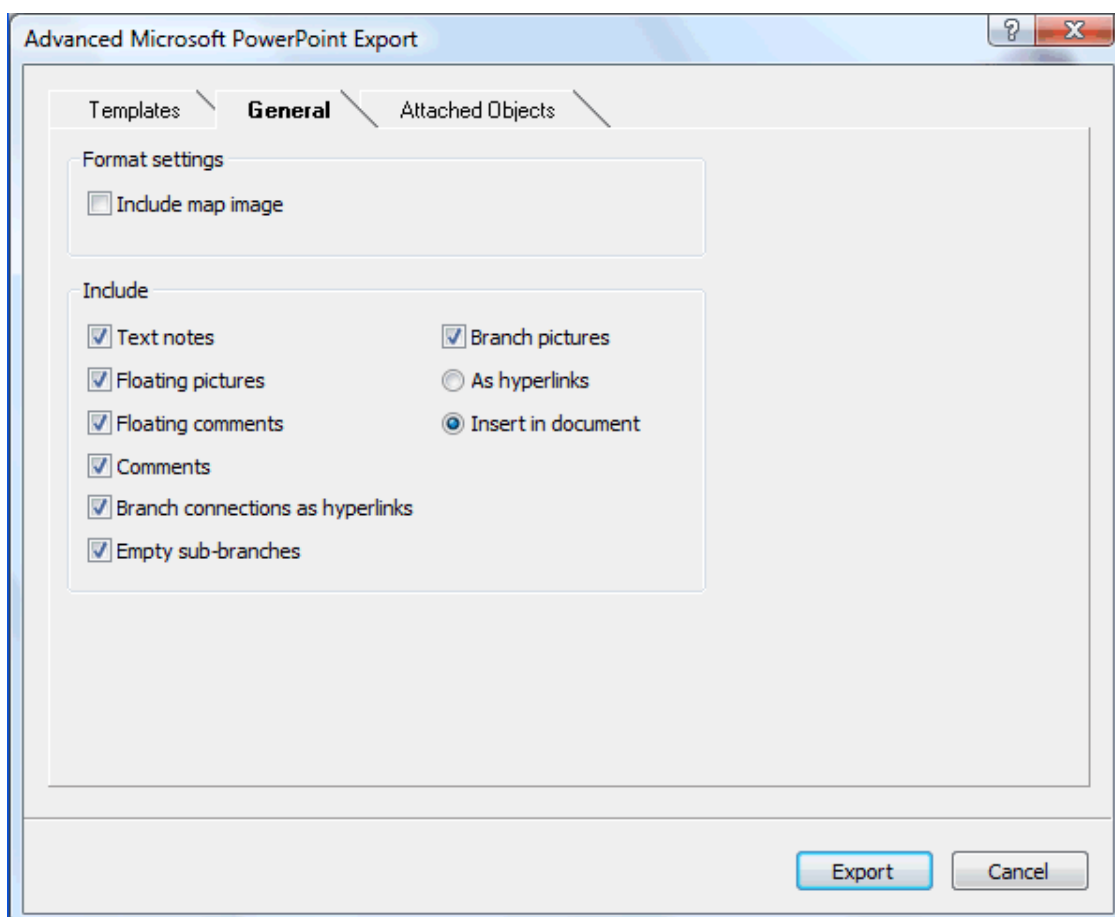 Advanced Microsoft PowerPoint Export
Templates General Attached Objects
Format settings
Include map image
Include
Text notes Branch pictures
Floating pictures As hyperlinks
Floating comments Insert in document
Comments
Branch connections as hyperlinks
Empty sub-branches
Export Cancel